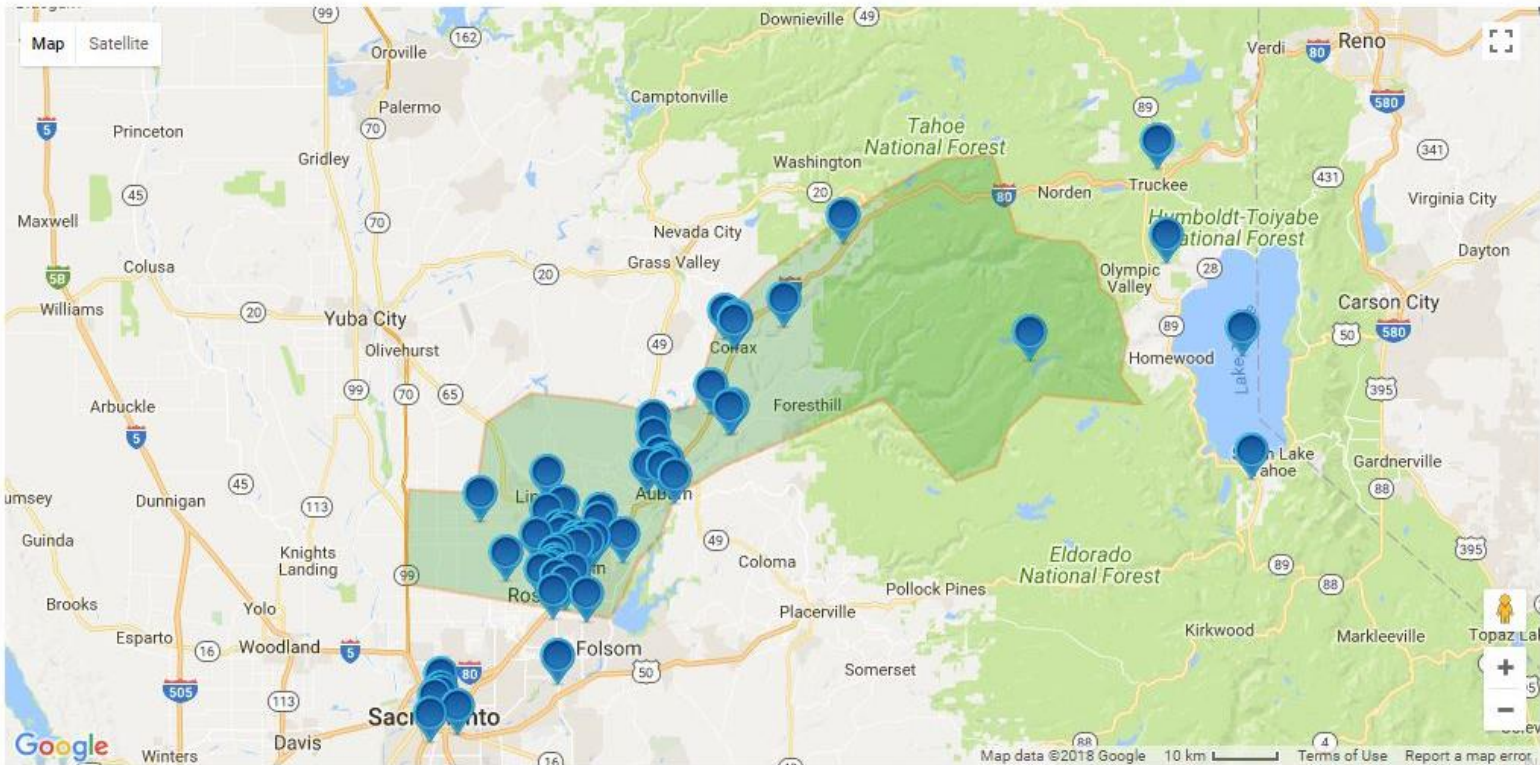 Downieville
49
99
Map
Satellite
162
Oroville
Verdi
80
Reno
Camptonville
Palermo
89
580
5
Princeton
70
Tahoe
National Forest
Gridley
Washington
341
45
20
Truckee
431
80
Norden
Virginia City
Maxwell
70
Nevada City
Humboldt-Toiyabe
National Forest
Dayton
Colusa
Grass Valley
20
Olympic
Valley
28
Williams
20
Yuba City
Carson City
49
89
50
580
Olivehurst
Colfax
Homewood
99
70
65
395
Arbuckle
Foresthill
5
South Lake
Tahoe
Gardnerville
45
Dunnigan
Auburn
88
113
Guinda
Knights
Landing
49
Coloma
395
99
Eldorado
National Forest
89
88
Pollock Pines
Brooks
Yolo
Placerville
Esparto
Woodland
Kirkwood
Markleeville
16
5
Folsom
80
50
Somerset
505
113
Sacramento
Davis
Winters
16
49
88
4
Google
Map data ©2018 Google
10 km
Terms of Use
Report a map error